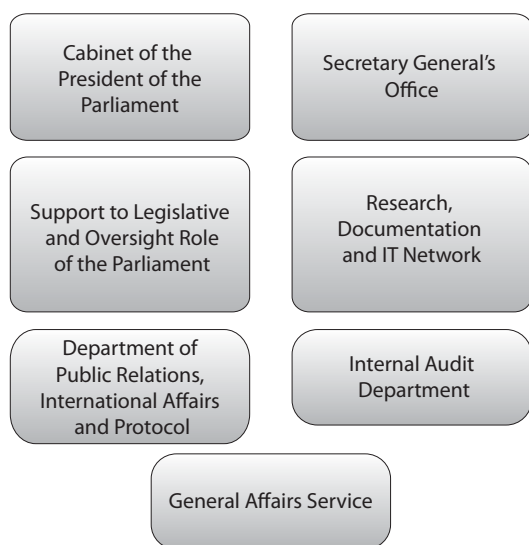 Cabinet of the
President of the
Parliament
Secretary General's
Office
Support to Legislative
and Oversight Role
of the Parliament
Research,
Documentation
and IT Network
Department of
Public Relations,
International Affairs
and Protocol
Internal Audit
Department
General Affairs Service